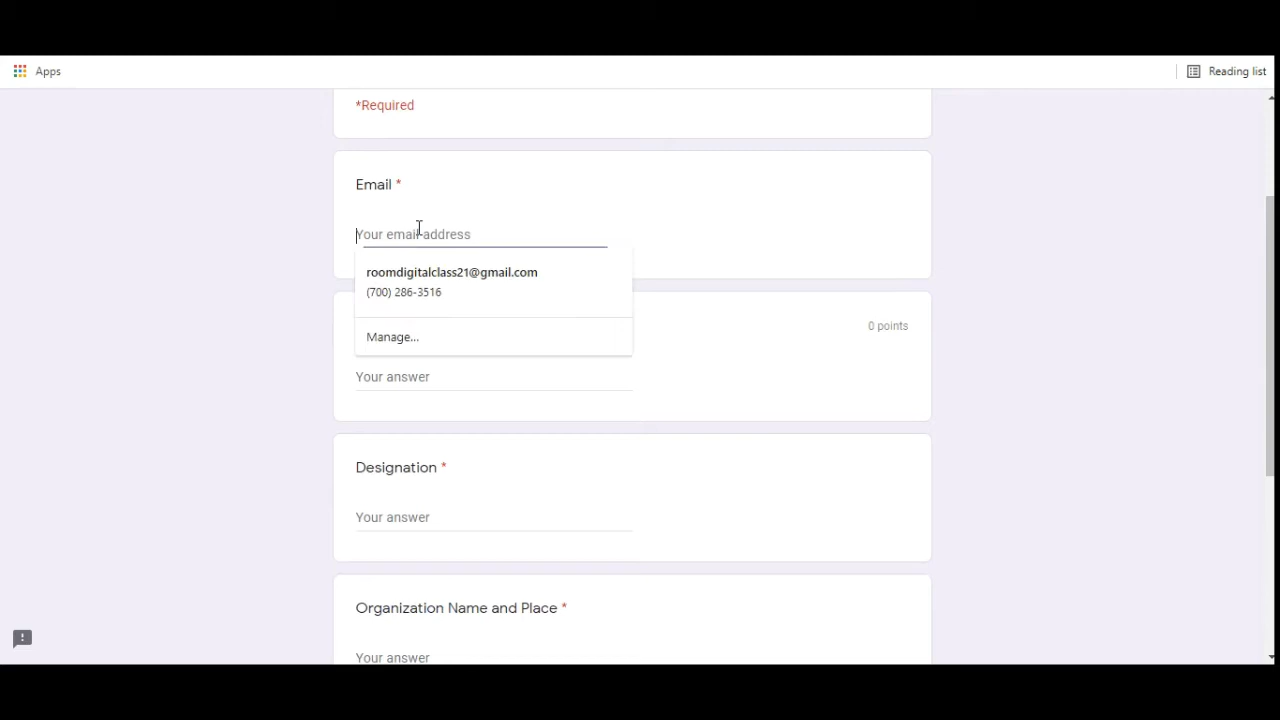 Apps
Reading list
*Required
Email *
Your email address
roomdigitalclass21@gmail.com
(700) 286-3516
0 points
Manage...
Your answer
Designation *
Your answer
Organization Name and Place *
Your answer